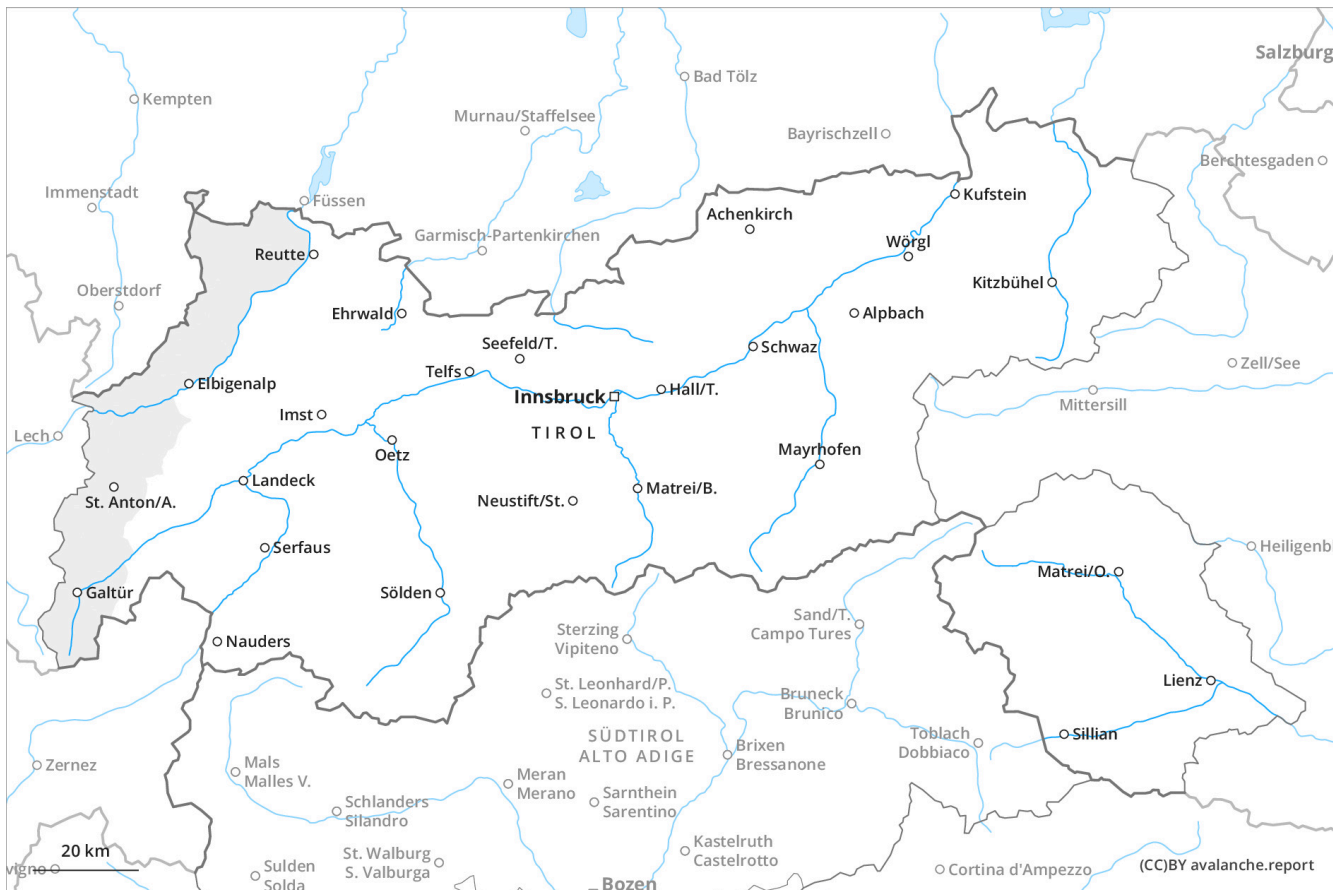 Salzburg
Bad Tölz
Kempten
Murnau/Staffelsee
Bayrischzell
Berchtesgaden
Immenstadt
Füssen
Kufstein
Achenkirch
Garmisch-Partenkirchen
Wörgl
Reutte
Oberstdorf
Kitzbühel
Ehrwald
Alpbach
Seefeld/T.
Schwaz
Zell/See
Telfs
Elbigenalp
Hall/T.
Innsbruck
Mittersill
Imst
TIROL
Lech
Oetz
Mayrhofen
Landeck
Matrei/B.
St. Anton/A.
Neustift/St.
Serfaus
Heiligenbl
Matrei/O.
Galtür
Sölden
Sand/T.
Campo Tures
Sterzing
Vipiteno
Nauders
Lienz
St. Leonhard/P.
S. Leonardo i. P.
Bruneck
Brunico
SÜDTIROL
ALTO ADIGE
Toblach
Dobbiaco
Sillian
Brixen
Bressanone
Zernez
Mals
Malles V.
Meran
Merano
Sarnthein
Sarentino
Schlanders
Silandro
Kastelruth
Castelrotto
20 km
St. Walburg
S. Valburga
vigno
Sulden
Solda
Cortina d'Ampezzo
(CC)BY avalanche.report
Bozen